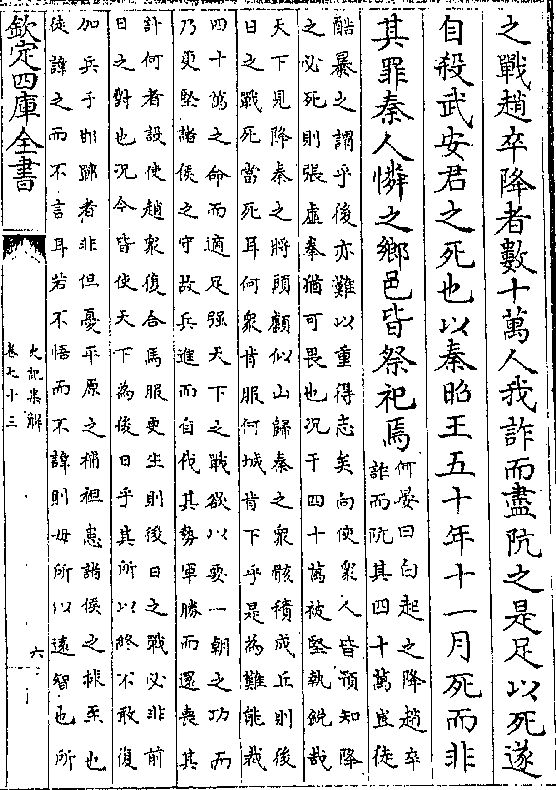 之戰趙卒降者數十萬人我詐而盡阬之是足以死遂
自殺武安君之死也以秦昭王五十年十一月死而非
其罪秦人憐之鄉邑皆祭祀焉
何晏曰白起之降趙卒
詐而阬其四十萬豈徒
酷暴之謂乎後亦難以重得志矣向使衆人皆預知降
之必死則張虛拳猶可畏也況于四十萬被堅執銳哉
天下見降秦之將頭顱似山歸秦之衆骸積成丘則後
日之戰死當死耳何衆肯服何城肯下乎是為難能裁
四十萬之命而適足强天下之戰欲以要一朝之功而
乃更堅諸侯之守故兵進而自伐其勢軍勝而還喪其
計何者設使趙衆復合馬服更生則後日之戰必非前
日之對也況今皆使天下為後日乎其所以終不敢復
加兵于邯鄲者非但憂平原之補袒患諸侯之捄至也
徒諱之而不言耳若不悟而不諱則毋所以遠智也所
欽定四庫全書
史記集解
卷七十三
六